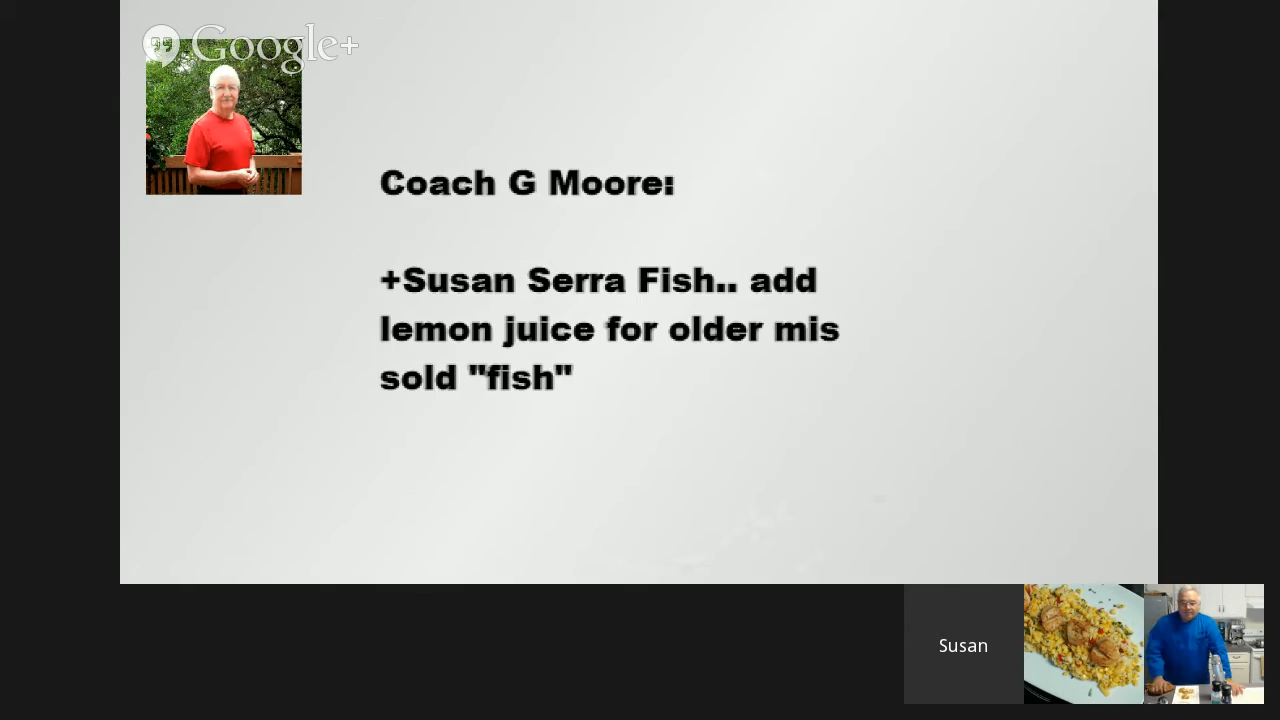 Google+
Coach G Moore:
+Susan Serra Fish.. add
lemon juice for older mis
sold "fish"
Susan